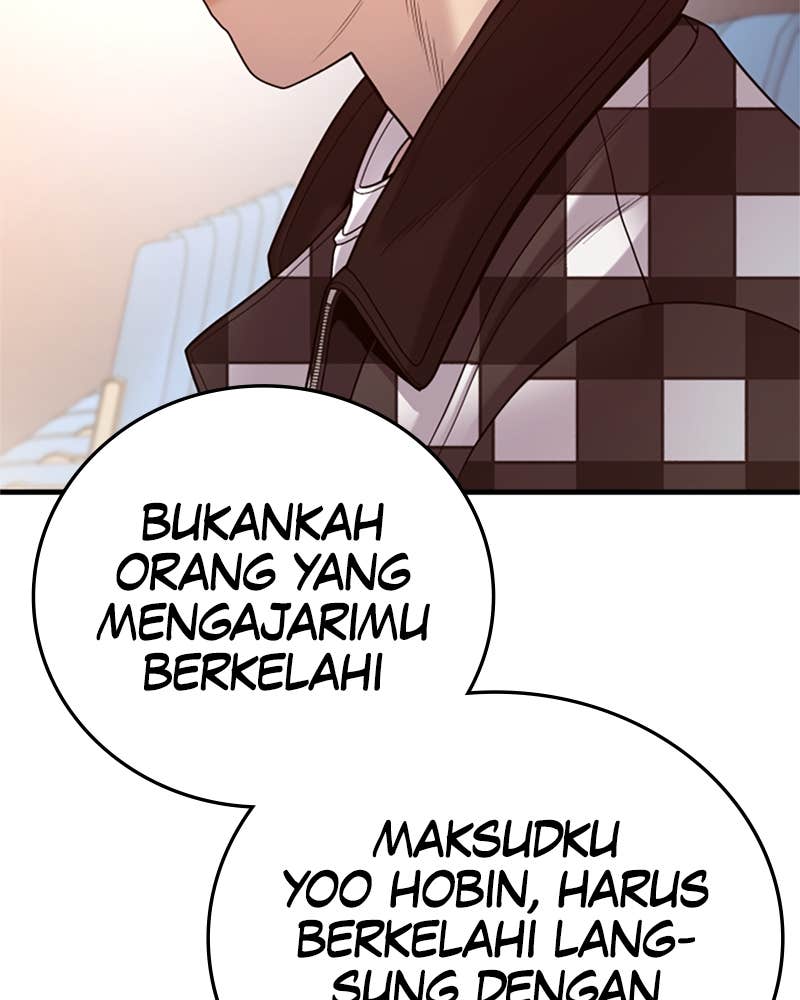 BUKANKAH
ORANG YANG
MENGAJARIMU
BERKELAHI
MAKSUDKU
YOO HOBIN, HARUS
BERKELAHI LANG-
SUNG DENGAN